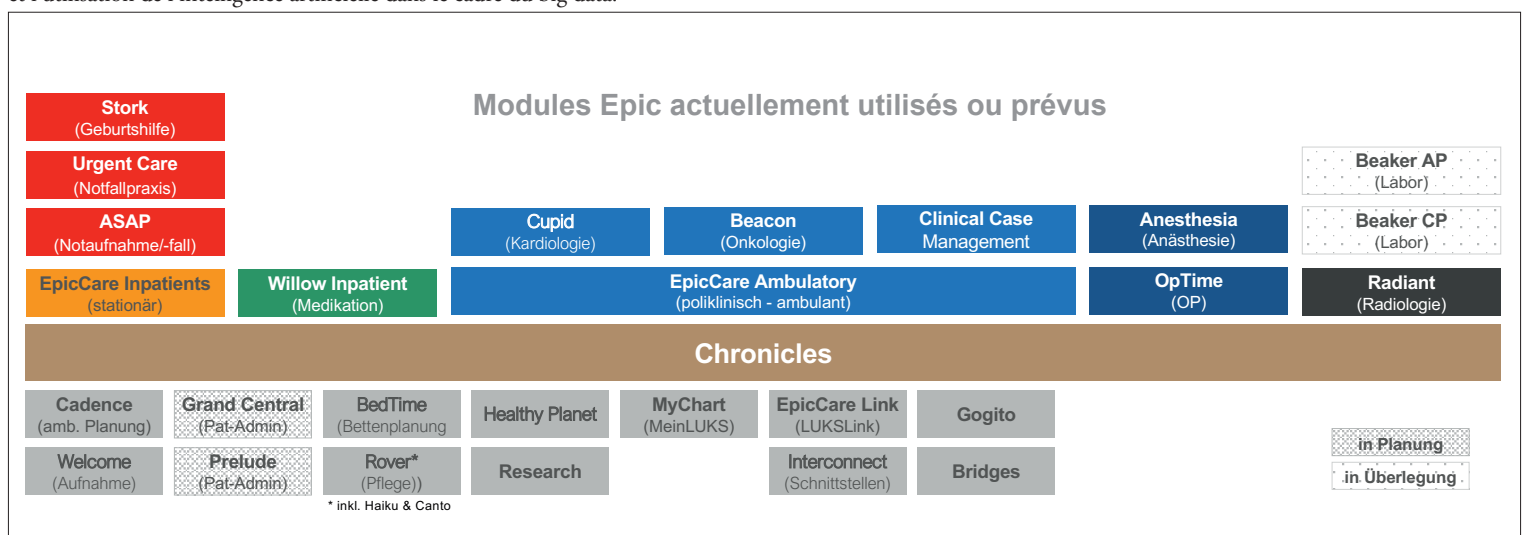 Modules Epic actuellement utilisés ou prévus
Stork
(Geburtshilfe)
Urgent Care
(Notfallpraxis)
Beaker AP
(Labor)
ASAP
(Notaufnahme/-fall)
Cupid
(Kardiologie)
Beacon
(Onkologie)
Clinical Case
Management
Anesthesia
(Anästhesie)
Beaker CP
(Labor)
EpicCare Inpatients
(stationär)
Willow Inpatient
(Medikation)
EpicCare Ambulatory
(poliklinisch - ambulant)
OpTime
(OP)
Radiant
(Radiologie)
Chronicles
Cadence
(amb. Planung)
Grand Central
(Pat-Admin)
BedTime
(Bettenplanung
Healthy Planet
MyChart
(MeinLUKS)
EpicCare Link
(LUKSLink)
Gogito
Welcome
(Aufnahme)
Prelude
(Pat-Admin)
Rover*
(Pflege))
Research
Interconnect
(Schnittstellen)
Bridges
in Planung
in Überlegung
* inkl. Haiku & Canto